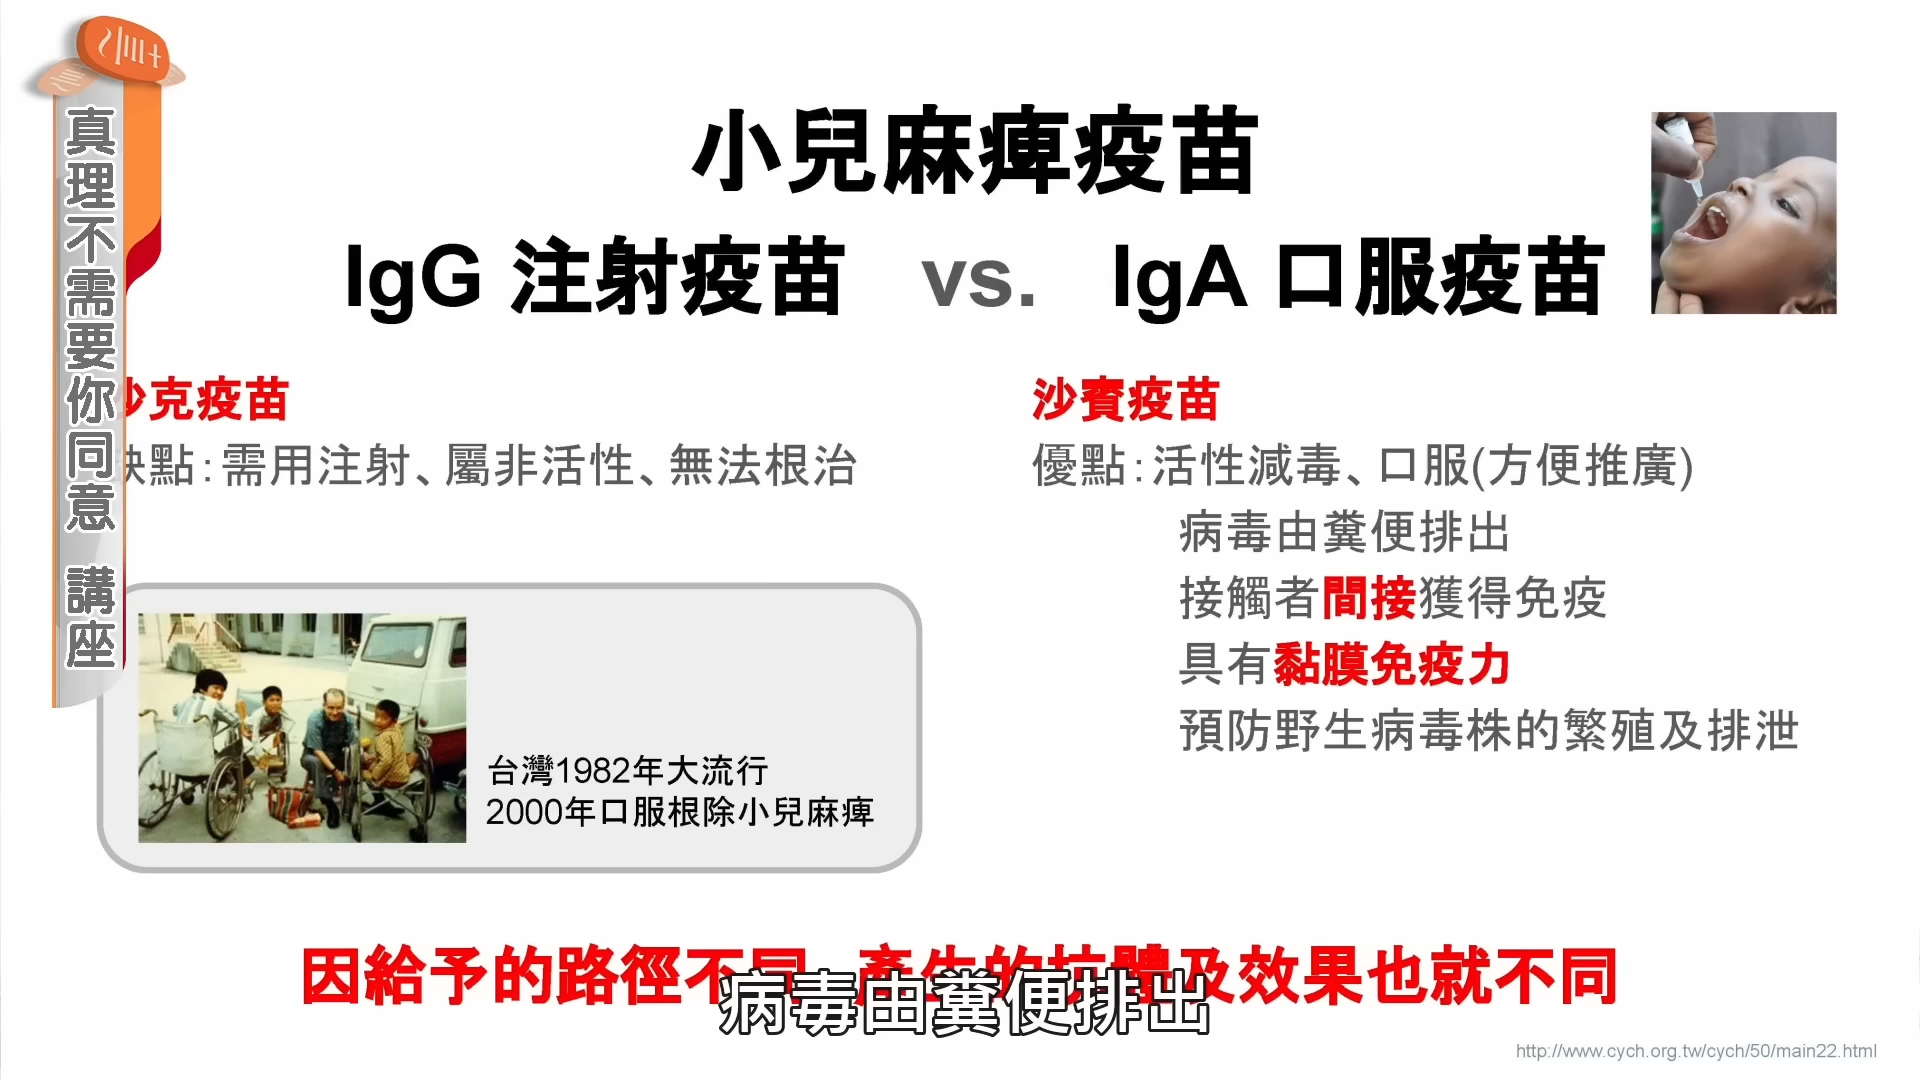 真理不需要你同意 講座
小兒麻痺疫苗
IgG 注射疫苗 vs. IgA 口服疫苗
沙克疫苗
缺點:需用注射、屬非活性、無法根治
沙賓疫苗
優點:活性減毒、口服(方便推廣)
病毒由糞便排出
接觸者間接獲得免疫
具有黏膜免疫力
預防野生病毒株的繁殖及排泄
台灣1982年大流行
2000年口服根除小兒麻痺
因給予的路徑不同 產生的抗體及效果也就不同
病毒由糞便排出
http://www.cych.org.tw/cych/50/main22.html